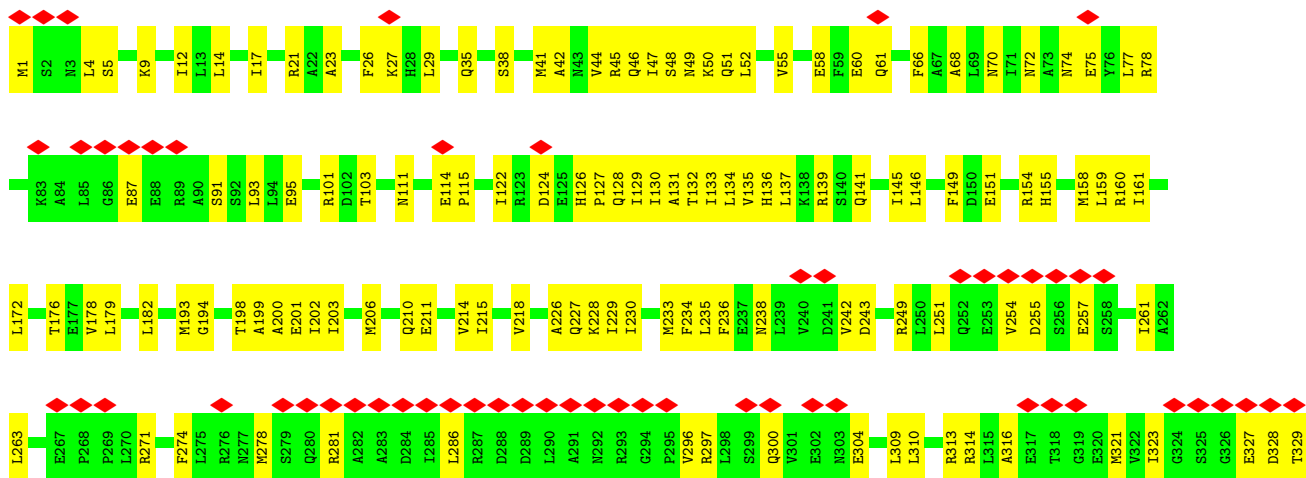 M1 S2 N3 L4 S5 K9 I12 L13 L14 I17 R21 A22 A23 F26 K27 H28 L29 Q35 S38 M41 A42 N43 V44 R45 Q46 I47 S48 N49 K50 Q51 L52 V55 E58 F59 E60 Q61 F66 A67 A68 L69 N70 I71 N72 A73 N74 E75 Y76 L77 R78
K83 A84 L85 G86 E87 E88 R89 A90 S91 S92 L93 L94 E95 R101 D102 T103 N111 E114 P115 I122 R123 D124 E125 H126 P127 Q128 I129 I130 A131 T132 I133 L134 V135 H136 L137 K138 R139 S140 Q141 I145 L146 F149 D150 E151 R154 H155 M158 L159 R160 I161
L172 T176 E177 V178 L179 L182 M193 G194 T198 A199 A200 E201 I202 I203 M206 Q210 E211 V214 I215 V218 A226 Q227 K228 I229 I230 M233 F234 L235 F236 E237 N238 L239 V240 D241 V242 D243 R249 L250 L251 Q252 E253 V254 D255 S256 E257 S258 I261 A262
L263 E267 P268 P269 L270 R271 F274 L275 R276 N277 M278 S279 Q280 R281 A282 A283 D284 I285 L286 R287 D288 D289 L290 A291 N292 R293 G294 P295 V296 R297 L298 S299 Q300 V301 E302 N303 E304 L309 L310 R313 R314 L315 A316 E317 T318 G319 E320 M321 V322 I323 G324 S325 G326 E327 D328 T329